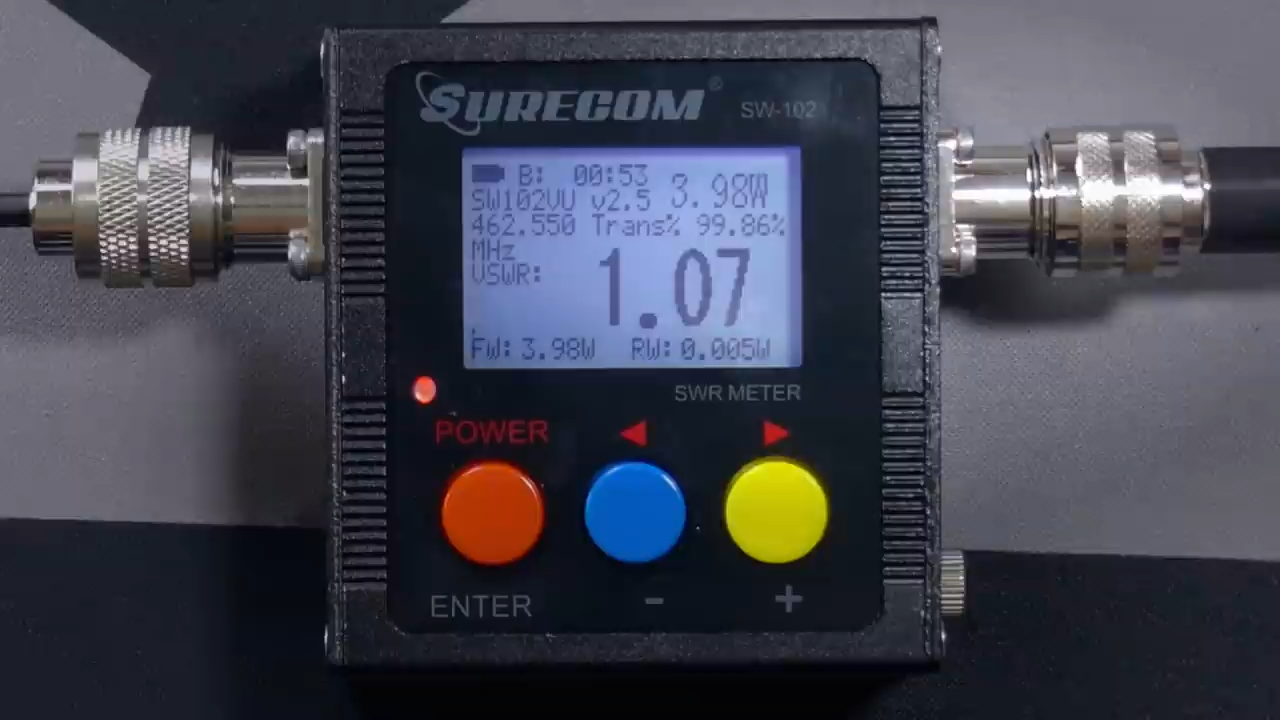 SURECOM® SW-102
B: 00:53 3.98W
SW102VU v2.5
462.550 Trans% 99.86%
MHz
VSWR: 1.07
FW: 3.98W RW: 0.005W
SWR METER
POWER ◀ ▶
ENTER - +